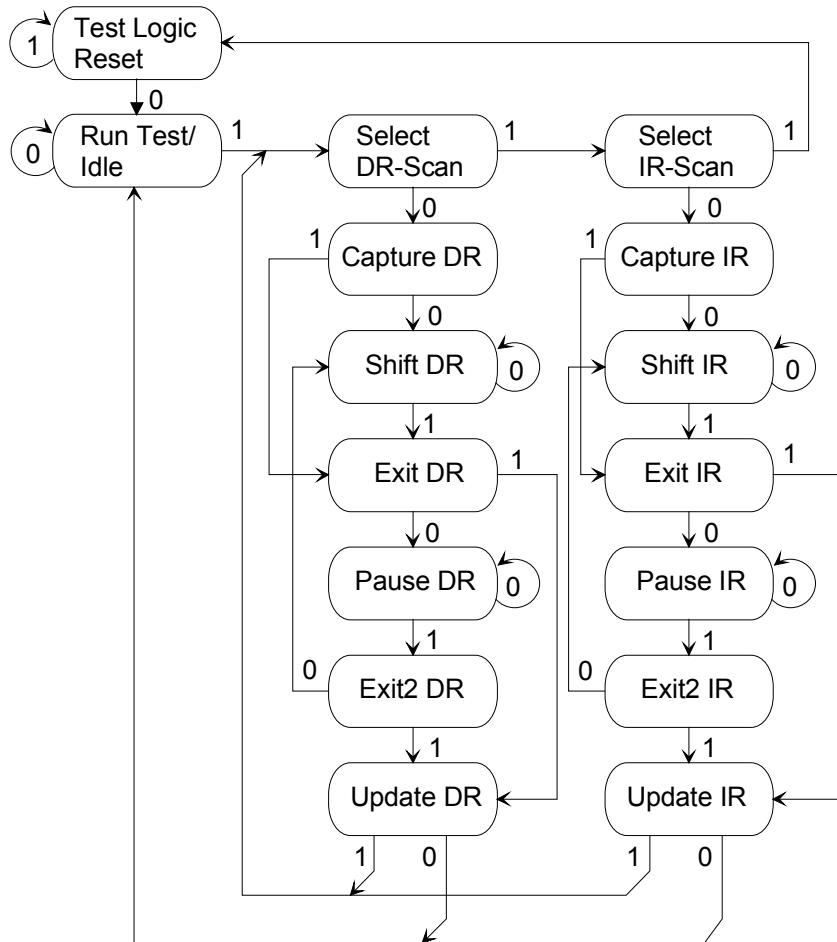 Test Logic
Reset
1
0
Run Test/
Idle
0
1
Select
DR-Scan
1
Select
IR-Scan
1
0
0
1
Capture DR
1
Capture IR
0
0
Shift DR
0
Shift IR
0
1
1
Exit DR
1
Exit IR
1
0
0
Pause DR
0
Pause IR
0
1
1
0
Exit2 DR
0
Exit2 IR
1
1
Update DR
Update IR
1
0
1
0